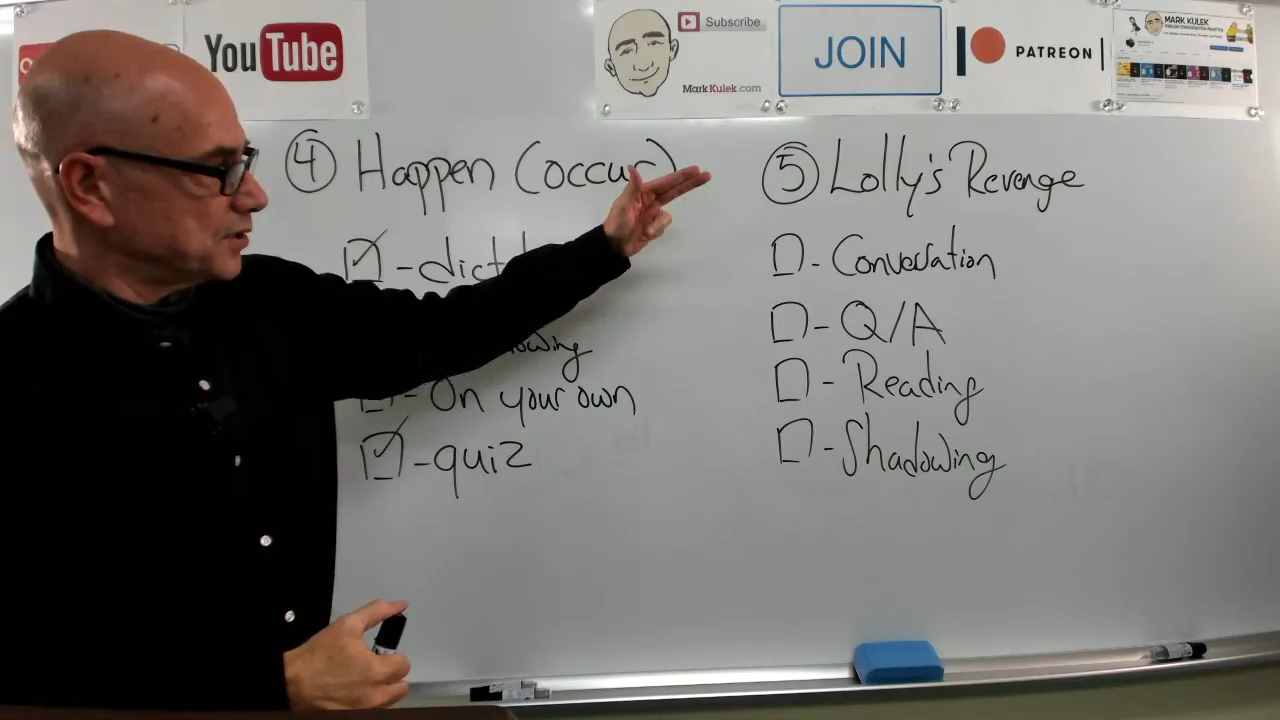 YouTube
Subscribe
MarkKulek.com
JOIN
PATREON
MARK KULEK
④ Happen (occur)
- dict
owing
- On your own
- quiz
⑤ Lolly's Revenge
- Conversation
- Q/A
- Reading
- Shadowing